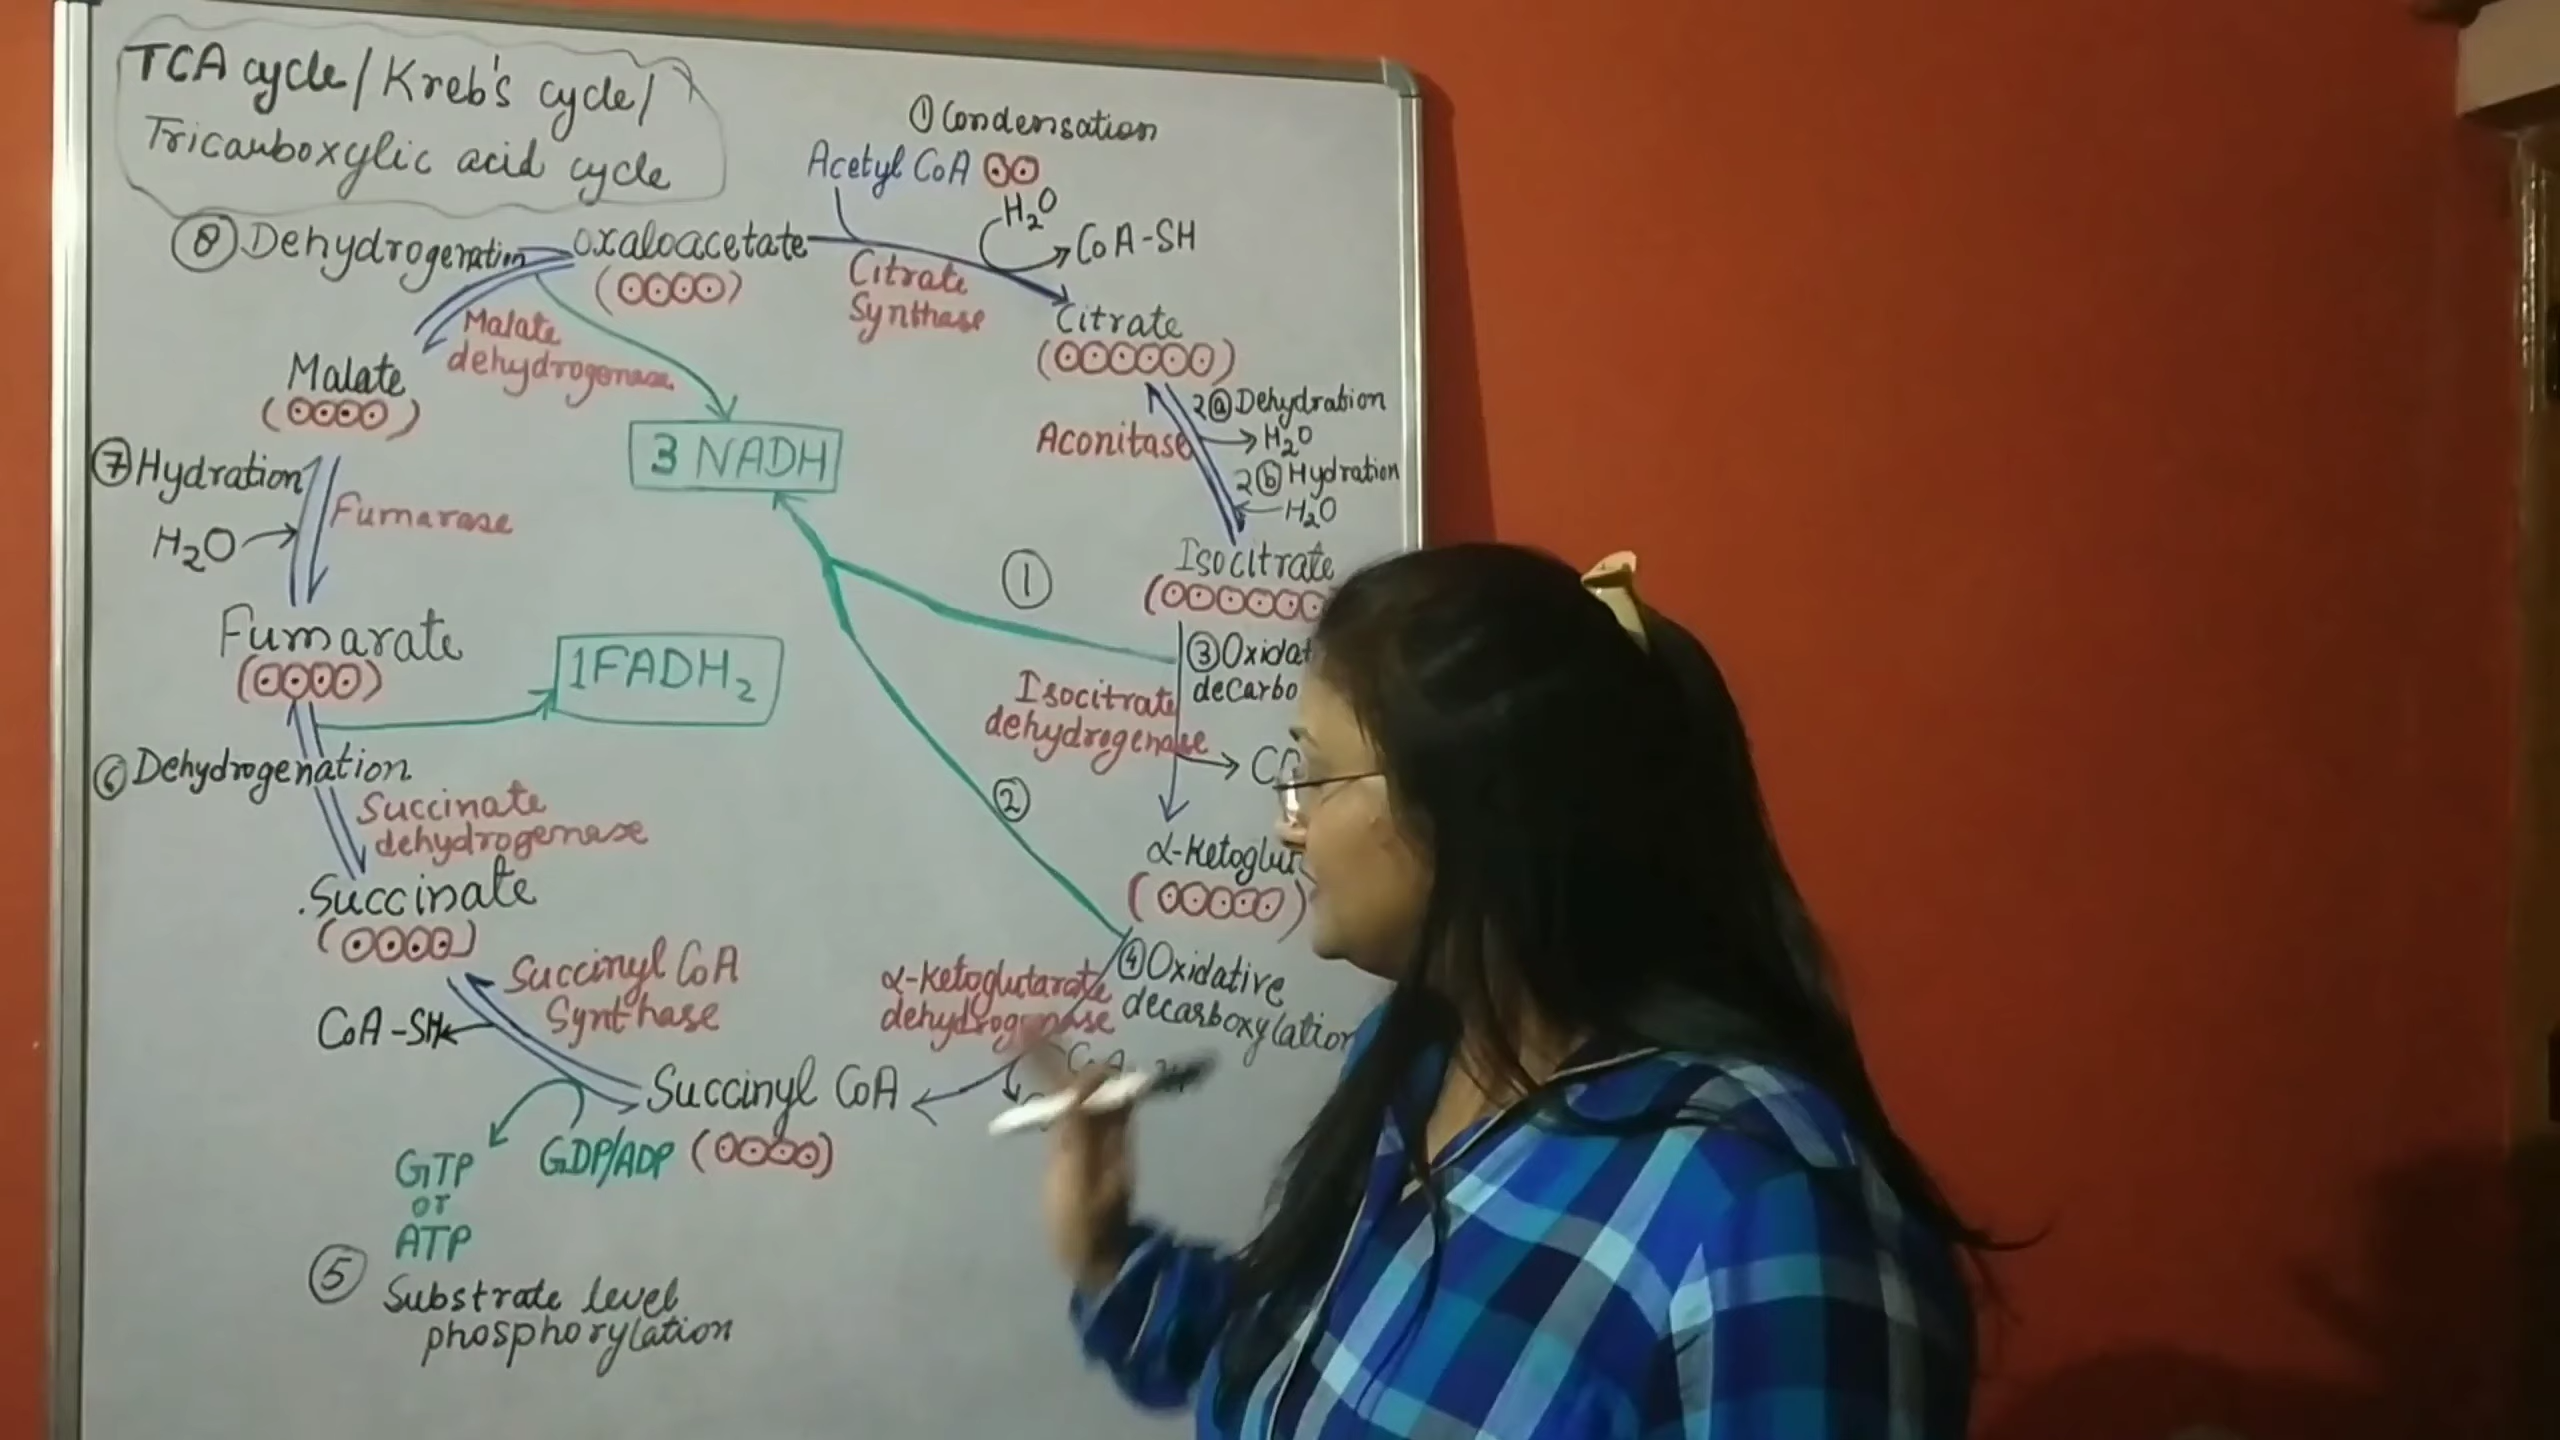 TCA cycle/Kreb's cycle/
Tricarboxylic acid cycle
① Condensation
Acetyl CoA
H₂O
CoA-SH
⑧ Dehydrogenation
Oxaloacetate
Citrate
Synthase
Citrate
Malate
dehydrogenase
Malate
2ⓐ Dehydration
H₂O
Aconitase
2ⓑ Hydration
H₂O
3 NADH
⑦ Hydration
Fumarase
H₂O
Isocitrate
①
③
Fumarate
1FADH₂
Isocitrate
dehydrogenase
⑥ Dehydrogenation
②
Succinate
dehydrogenase
Succinate
④ Oxidative
decarboxylation
α-ketoglutarate
dehydrogenase
Succinyl CoA
Synthase
CoA-SH
Succinyl CoA
GDP/ADP
GTP
or
ATP
⑤ Substrate level
phosphorylation